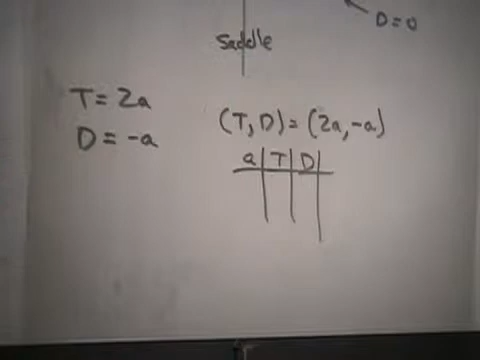 D=0
Saddle
T=2a
D=-a
(T,D)=(2a,-a)
a T D